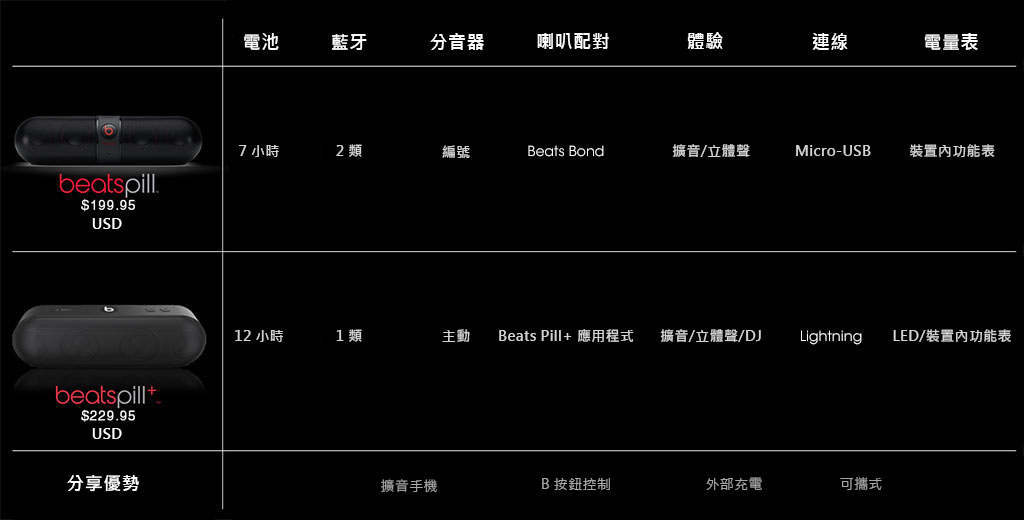 電池 藍牙 分音器 喇叭配對 體驗 連線 電量表
7 小時 2 類 編號 Beats Bond 擴音/立體聲 Micro-USB 裝置內功能表
beatspill
$199.95
USD
12 小時 1 類 主動 Beats Pill+ 應用程式 擴音/立體聲/DJ Lightning LED/裝置內功能表
beatspill+
$229.95
USD
分享優勢 擴音手機 B 按鈕控制 外部充電 可攜式